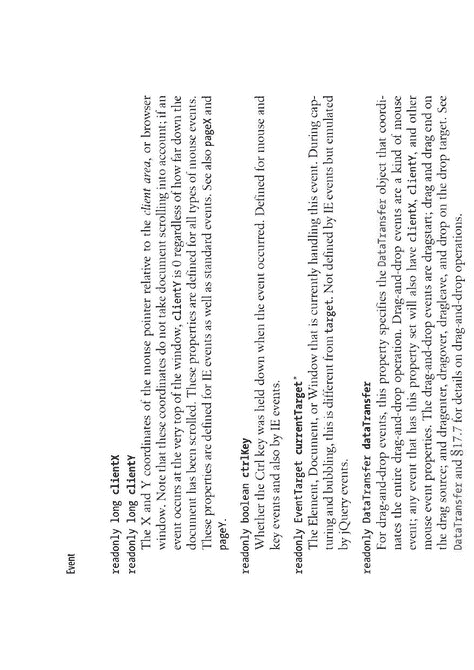 Event
readonly long clientX
readonly long clientY
The X and Y coordinates of the mouse pointer relative to the client area, or browser
window. Note that these coordinates do not take document scrolling into account; if an
event occurs at the very top of the window, clientY is 0 regardless of how far down the
document has been scrolled. These properties are defined for all types of mouse events.
These properties are defined for IE events as well as standard events. See also pageX and
pageY.
readonly boolean ctrlKey
Whether the Ctrl key was held down when the event occurred. Defined for mouse and
key events and also by IE events.
readonly EventTarget currentTarget*
The Element, Document, or Window that is currently handling this event. During cap-
turing and bubbling, this is different from target. Not defined by IE events but emulated
by jQuery events.
readonly DataTransfer dataTransfer
For drag-and-drop events, this property specifies the DataTransfer object that coordi-
nates the entire drag-and-drop operation. Drag-and-drop events are a kind of mouse
event; any event that has this property set will also have clientX, clientY, and other
mouse event properties. The drag-and-drop events are dragstart; drag and drag end on
the drag source; and dragenter, dragover, dragleave, and drop on the drop target. See
DataTransfer and §17.7 for details on drag-and-drop operations.